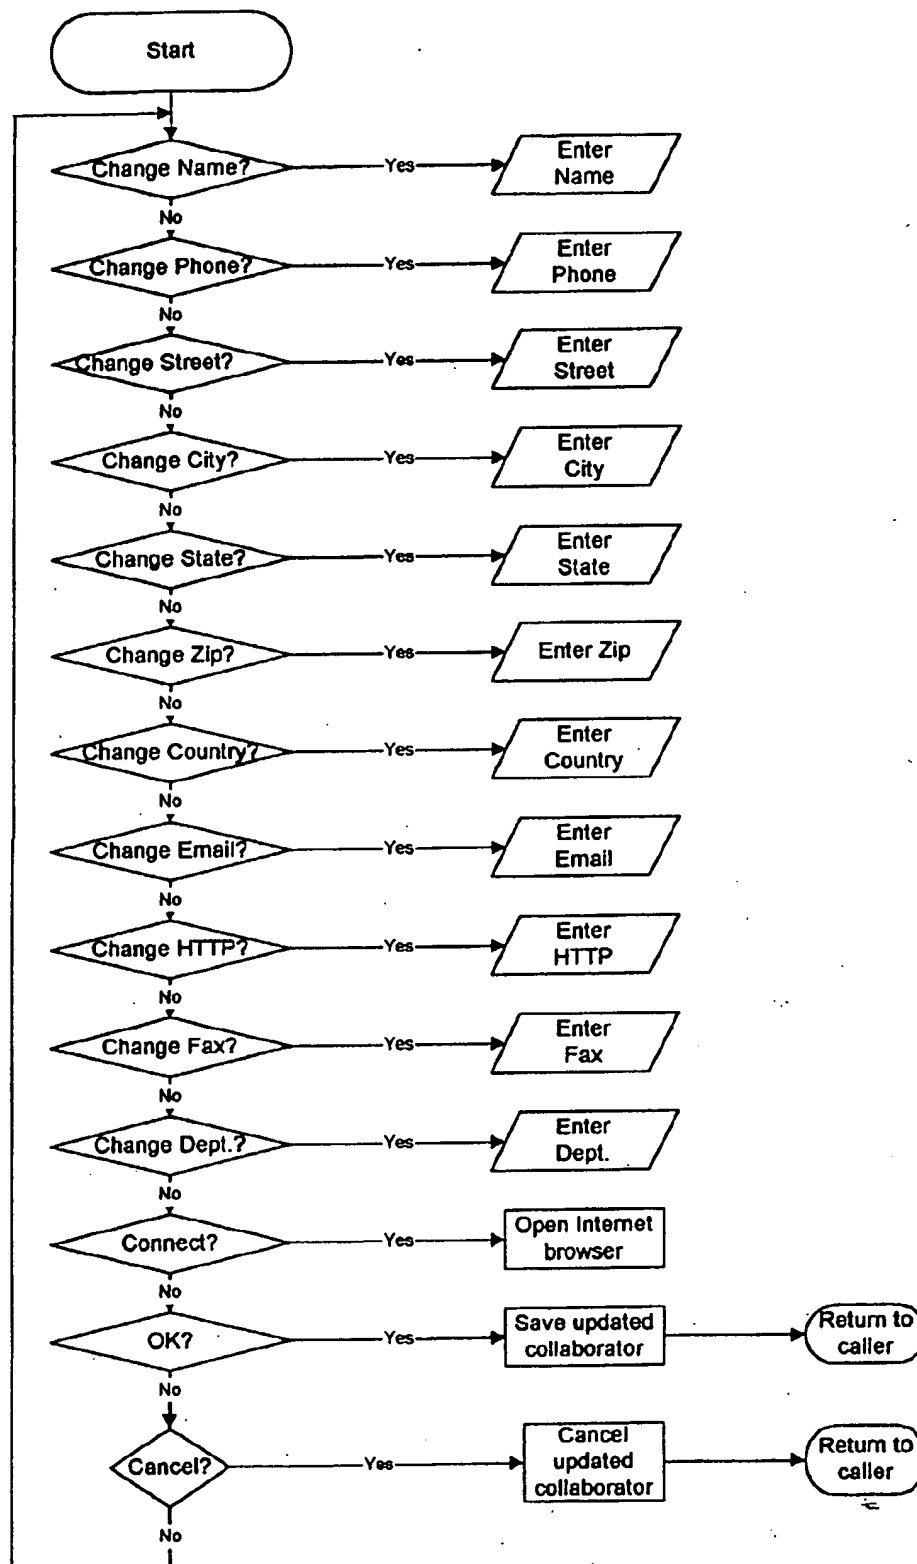 Start
Change Name?
Yes
Enter
Name
No
Change Phone?
Yes
Enter
Phone
No
Change Street?
Yes
Enter
Street
No
Change City?
Yes
Enter
City
No
Change State?
Yes
Enter
State
No
Change Zip?
Yes
Enter Zip
No
Change Country?
Yes
Enter
Country
No
Change Email?
Yes
Enter
Email
No
Change HTTP?
Yes
Enter
HTTP
No
Change Fax?
Yes
Enter
Fax
No
Change Dept.?
Yes
Enter
Dept.
No
Connect?
Yes
Open Internet
browser
No
OK?
Yes
Save updated
collaborator
Return to
caller
No
Cancel?
Yes
Cancel
updated
collaborator
Return to
caller
No